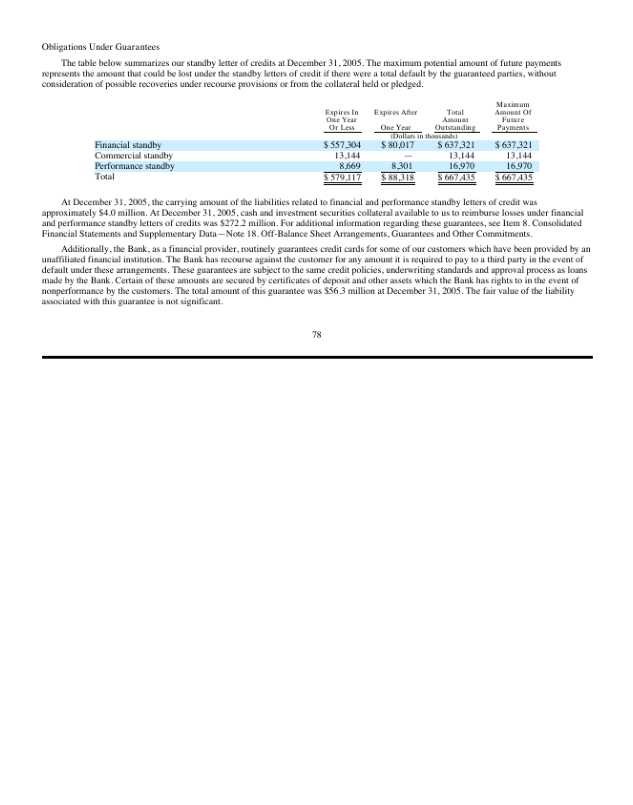 Obligations Under Guarantees
The table below summarizes our standby letter of credits at December 31, 2005. The maximum potential amount of future payments
represents the amount that could be lost under the standby letters of credit if there were a total default by the guaranteed parties, without
consideration of possible recoveries under recourse provisions or from the collateral held or pledged.
Maximum
Expires In Expires After Total Amount Of
One Year Amount Future
Or Less One Year Outstanding Payments
(Dollars in thousands)
Financial standby $ 557,304 $ 80,017 $ 637,321 $ 637,321
Commercial standby 13,144 — 13,144 13,144
Performance standby 8,669 8,301 16,970 16,970
Total $ 579,117 $ 88,318 $ 667,435 $ 667,435
At December 31, 2005, the carrying amount of the liabilities related to financial and performance standby letters of credit was
approximately $4.0 million. At December 31, 2005, cash and investment securities collateral available to us to reimburse losses under financial
and performance standby letters of credits was $272.2 million. For additional information regarding these guarantees, see Item 8. Consolidated
Financial Statements and Supplementary Data—Note 18. Off-Balance Sheet Arrangements, Guarantees and Other Commitments.
Additionally, the Bank, as a financial provider, routinely guarantees credit cards for some of our customers which have been provided by an
unaffiliated financial institution. The Bank has recourse against the customer for any amount it is required to pay to a third party in the event of
default under these arrangements. These guarantees are subject to the same credit policies, underwriting standards and approval process as loans
made by the Bank. Certain of these amounts are secured by certificates of deposit and other assets which the Bank has rights to in the event of
nonperformance by the customers. The total amount of this guarantee was $56.3 million at December 31, 2005. The fair value of the liability
associated with this guarantee is not significant.
78